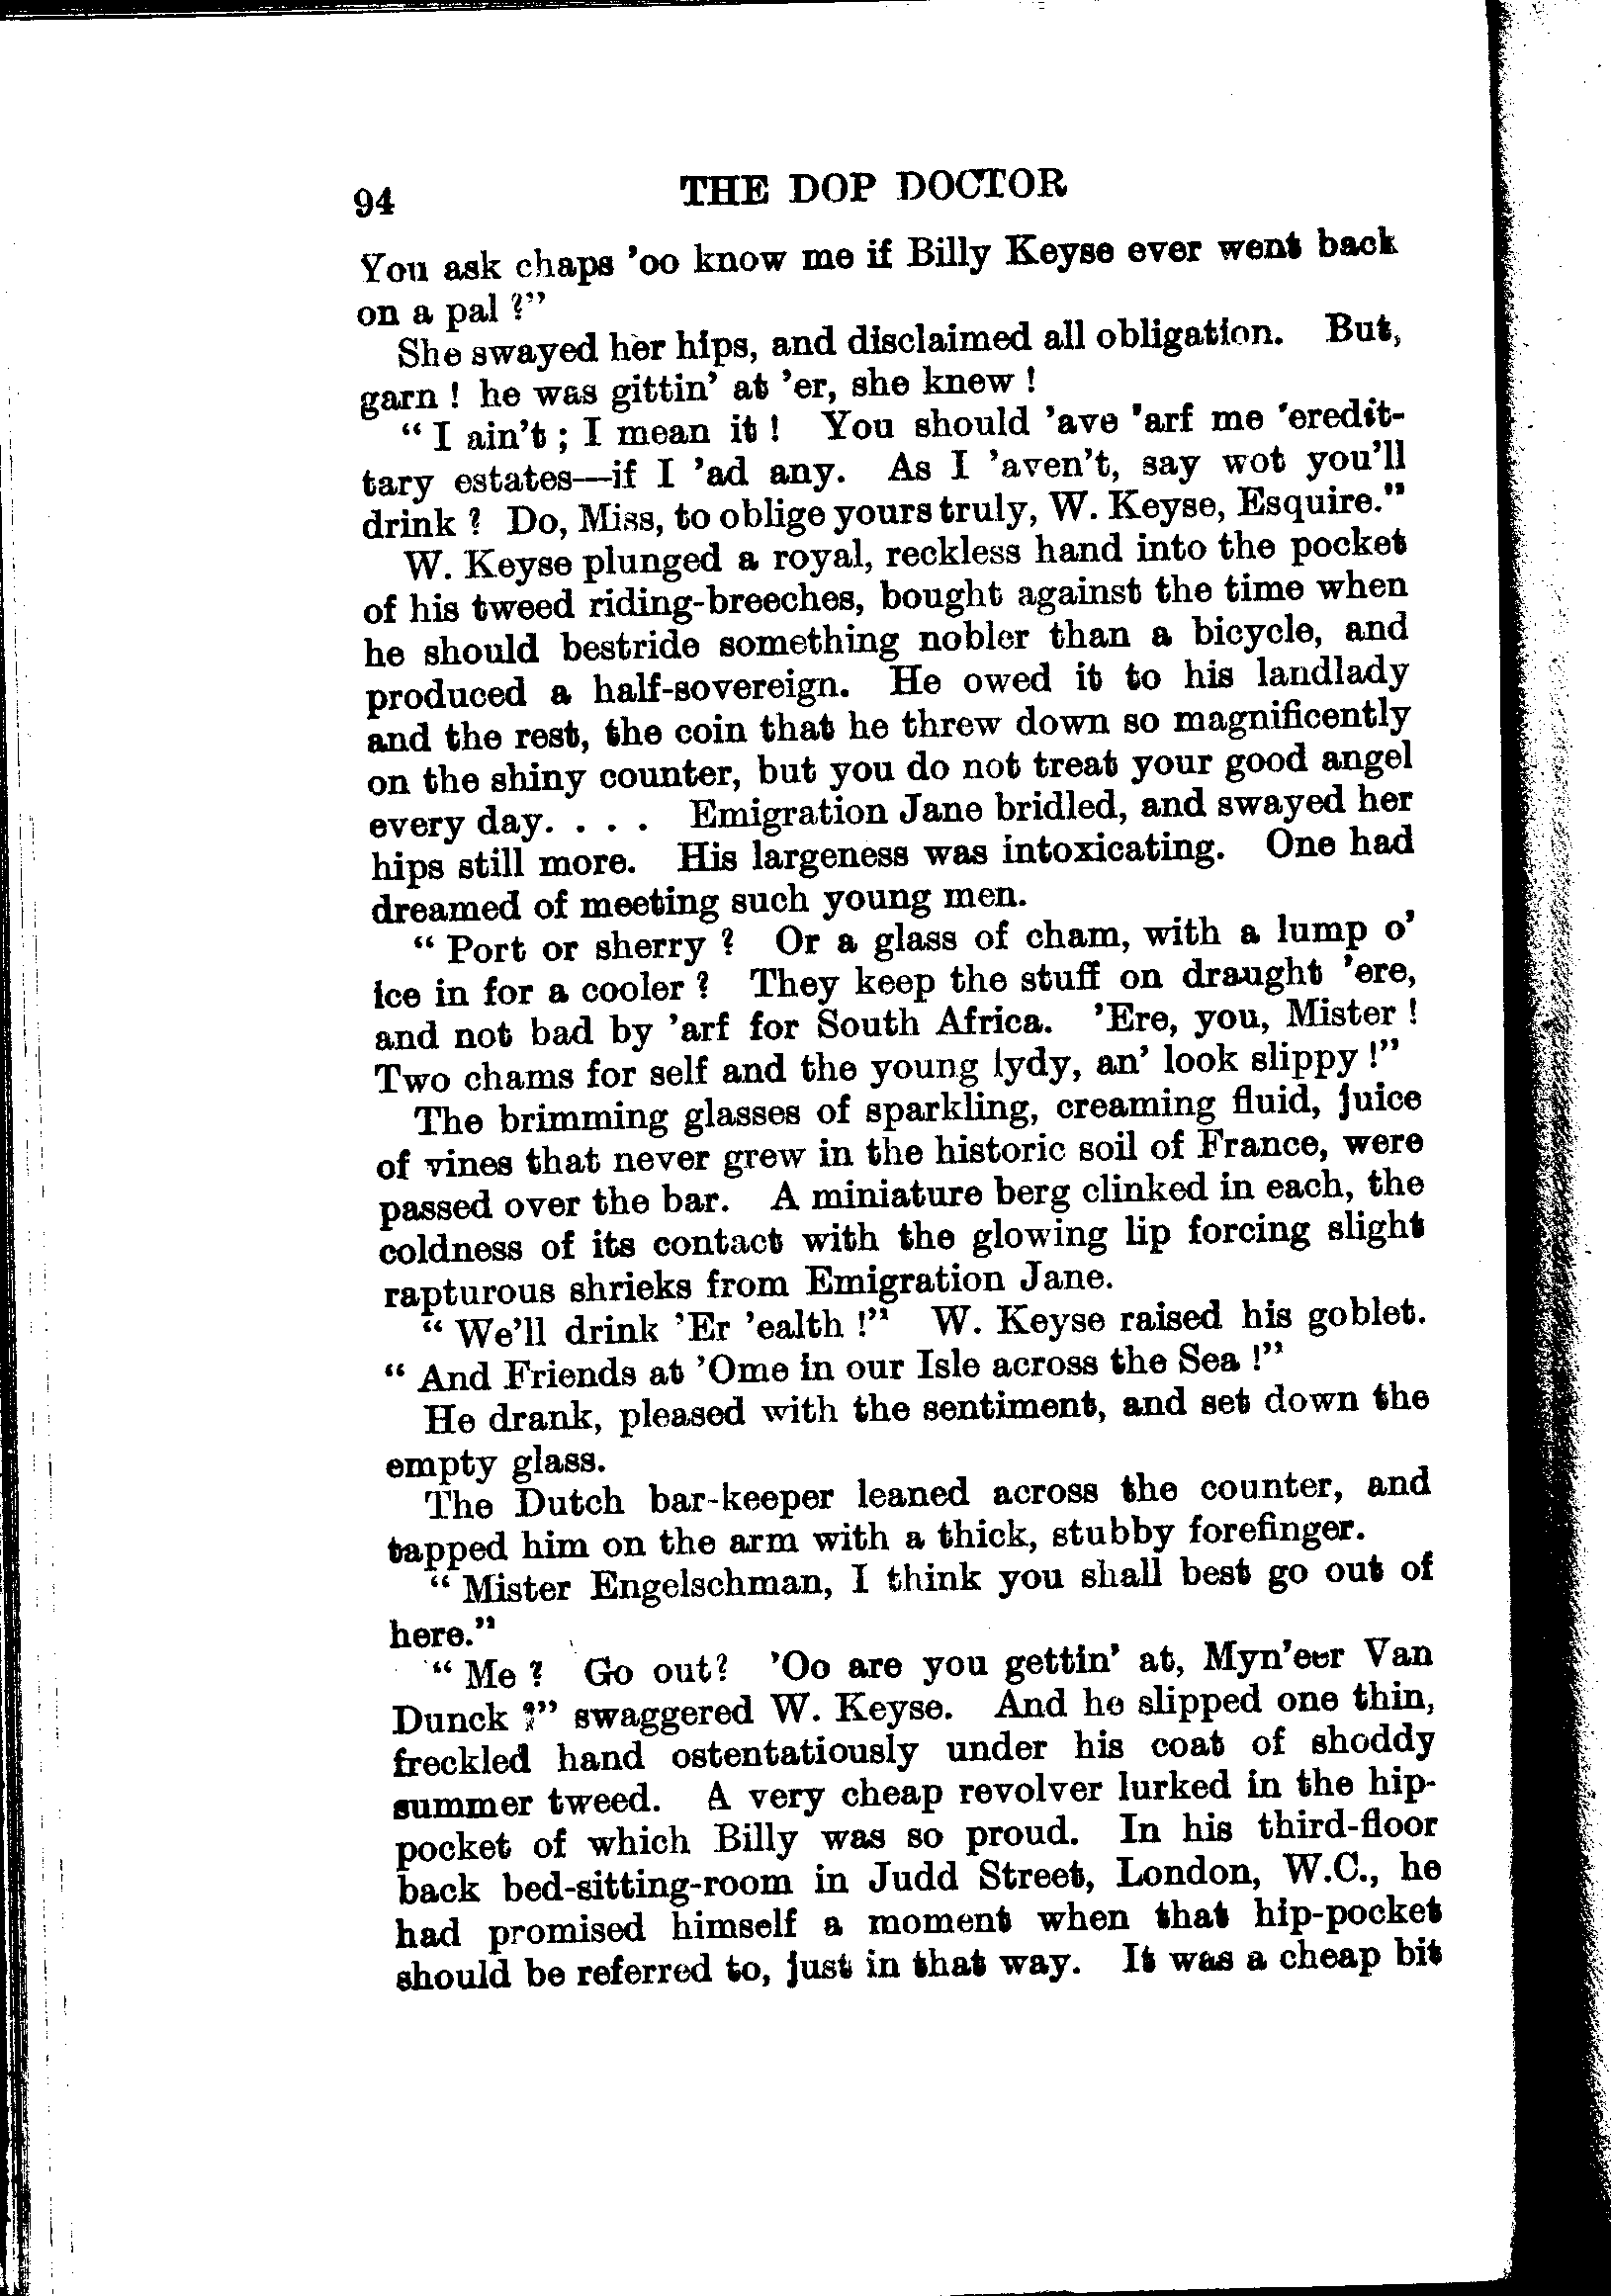 94 THE DOP DOCTOR
You ask chaps 'oo know me if Billy Keyse ever went back
on a pal ?"
She swayed her hips, and disclaimed all obligation. But,
garn ! he was gittin' at 'er, she knew !
" I ain't ; I mean it ! You should 'ave 'arf me 'eredit-
tary estates—if I 'ad any. As I 'aven't, say wot you'll
drink ? Do, Miss, to oblige yours truly, W. Keyse, Esquire."
W. Keyse plunged a royal, reckless hand into the pocket
of his tweed riding-breeches, bought against the time when
he should bestride something nobler than a bicycle, and
produced a half-sovereign. He owed it to his landlady
and the rest, the coin that he threw down so magnificently
on the shiny counter, but you do not treat your good angel
every day. . . . Emigration Jane bridled, and swayed her
hips still more. His largeness was intoxicating. One had
dreamed of meeting such young men.
" Port or sherry ? Or a glass of cham, with a lump o'
ice in for a cooler ? They keep the stuff on draught 'ere,
and not bad by 'arf for South Africa. 'Ere, you, Mister !
Two chams for self and the young lydy, an' look slippy !"
The brimming glasses of sparkling, creaming fluid, juice
of vines that never grew in the historic soil of France, were
passed over the bar. A miniature berg clinked in each, the
coldness of its contact with the glowing lip forcing slight
rapturous shrieks from Emigration Jane.
" We'll drink 'Er 'ealth !" W. Keyse raised his goblet.
" And Friends at 'Ome in our Isle across the Sea !"
He drank, pleased with the sentiment, and set down the
empty glass.
The Dutch bar-keeper leaned across the counter, and
tapped him on the arm with a thick, stubby forefinger.
" Mister Engelschman, I think you shall best go out of
here."
" Me ? Go out? 'Oo are you gettin' at, Myn'eer Van
Dunck ?" swaggered W. Keyse. And he slipped one thin,
freckled hand ostentatiously under his coat of shoddy
summer tweed. A very cheap revolver lurked in the hip-
pocket of which Billy was so proud. In his third-floor
back bed-sitting-room in Judd Street, London, W.C., he
had promised himself a moment when that hip-pocket
should be referred to, just in that way. It was a cheap bit